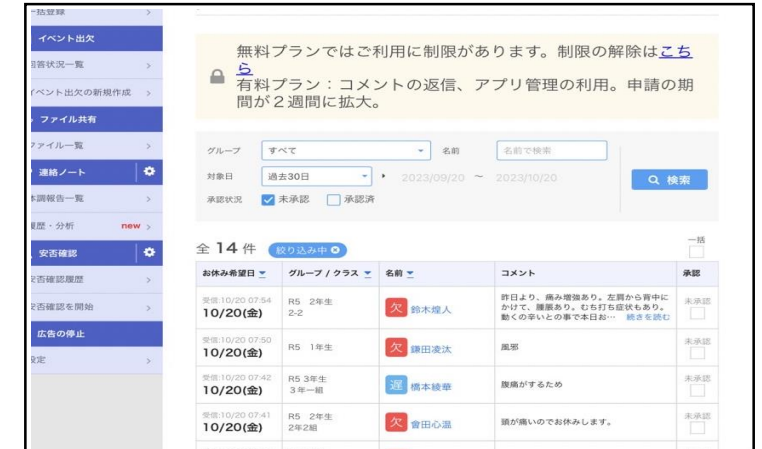 一括登録
イベント出欠
回答状況一覧
イベント出欠の新規作成
ファイル共有
ファイル一覧
連絡ノート
体調報告一覧
履歴・分析 new
安否確認
安否確認履歴
安否確認を開始
広告の停止
設定
無料プランではご利用に制限があります。制限の解除はこち
ら
有料プラン：コメントの返信、アプリ管理の利用。申請の期
間が２週間に拡大。
グループ すべて 名前 名前で検索
対象日 過去30日 2023/09/20 ～ 2023/10/20
検索
承認状況 未承認 承認済
全 14 件 絞り込み中
一括
お休み希望日 グループ / クラス 名前 コメント 承認
受信:10/20 07:54
10/20(金)
R5 2年生
2-2
欠 鈴木煌人
昨日より、痛み増強あり。左肩から背中に
かけて、腫脹あり。むち打ち症状もあり。
動くの辛いとの事で本日お… 続きを読む
未承認
受信:10/20 07:50
10/20(金)
R5 1年生
欠 鎌田凌汰
風邪
未承認
受信:10/20 07:42
10/20(金)
R5 3年生
３年一組
遅 橋本綾華
腹痛がするため
未承認
受信:10/20 07:41
10/20(金)
R5 2年生
2年2組
欠 會田心温
頭が痛いのでお休みします。
未承認